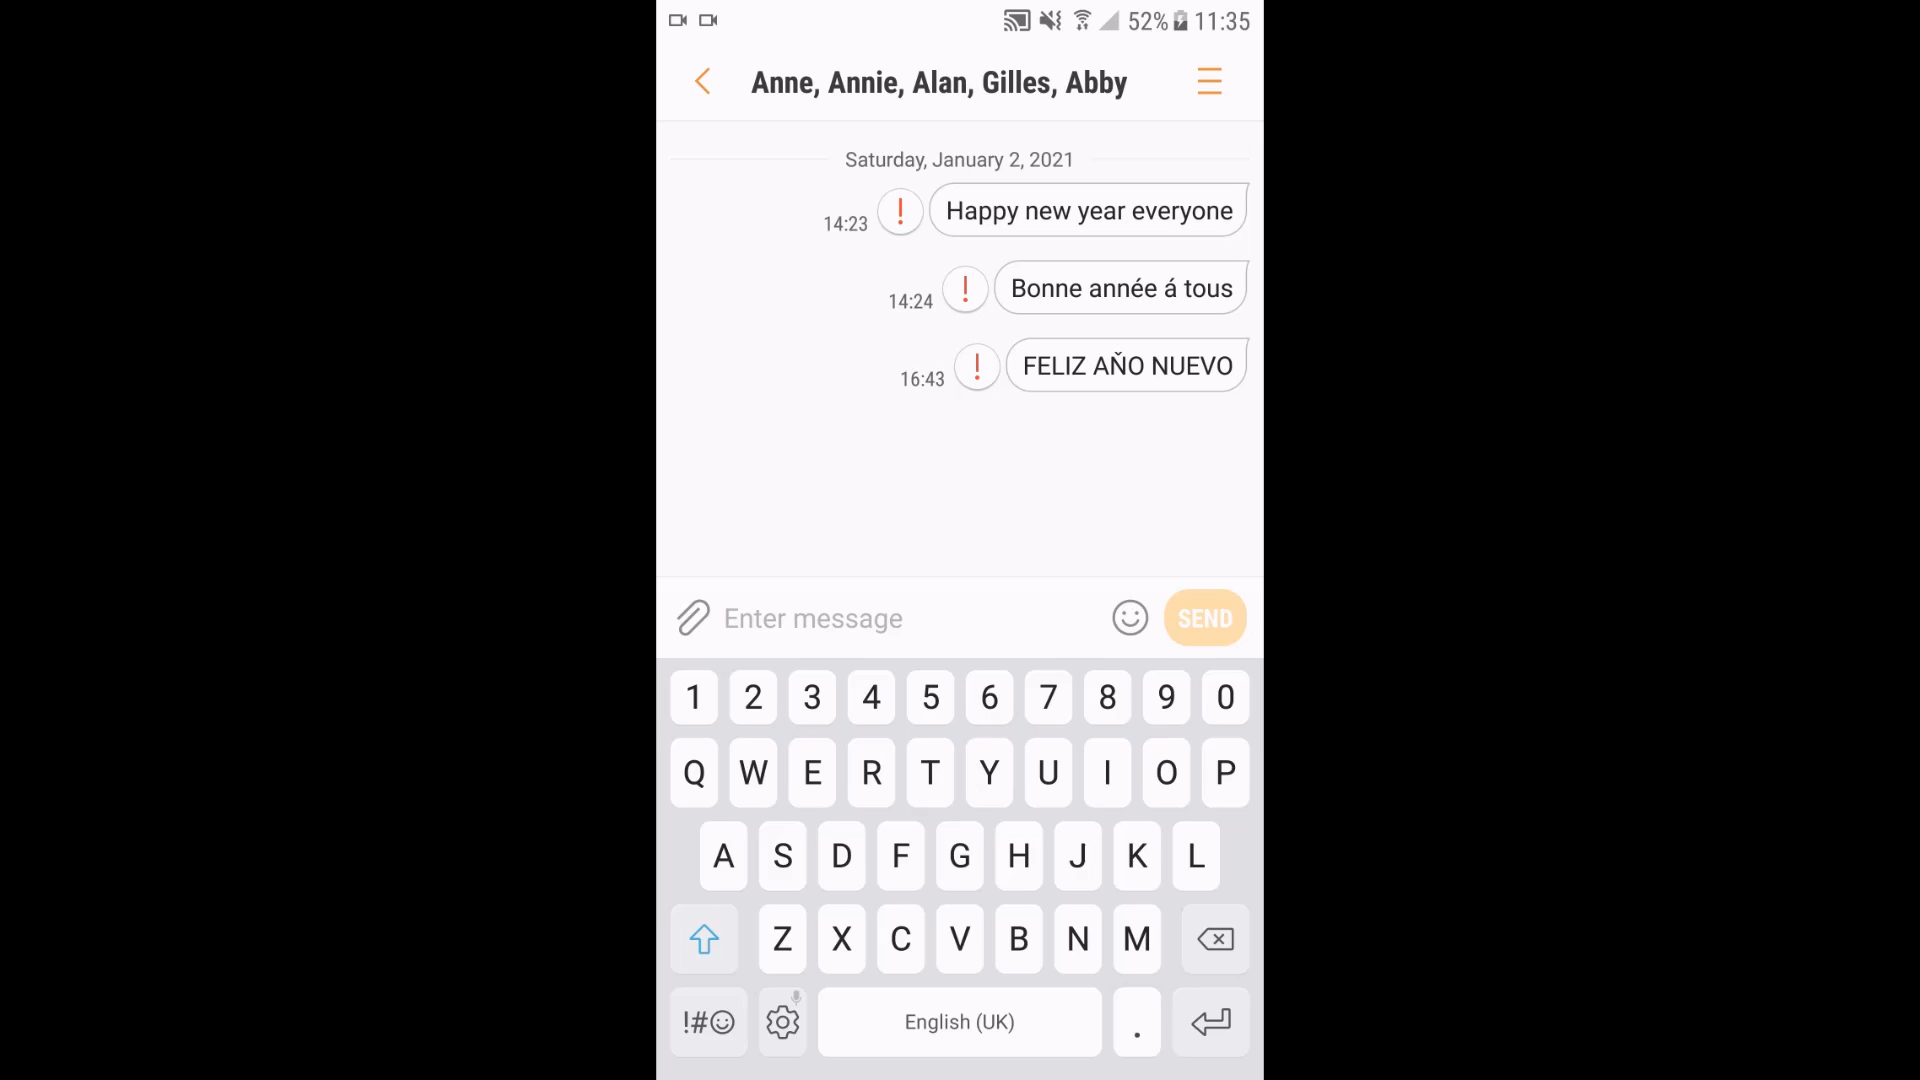 52% 11:35
Anne, Annie, Alan, Gilles, Abby
Saturday, January 2, 2021
14:23 ! Happy new year everyone
14:24 ! Bonne année á tous
16:43 ! FELIZ AÑ̌O NUEVO
Enter message SEND
1 2 3 4 5 6 7 8 9 0
Q W E R T Y U I O P
A S D F G H J K L
Z X C V B N M
!#☺ English (UK) .